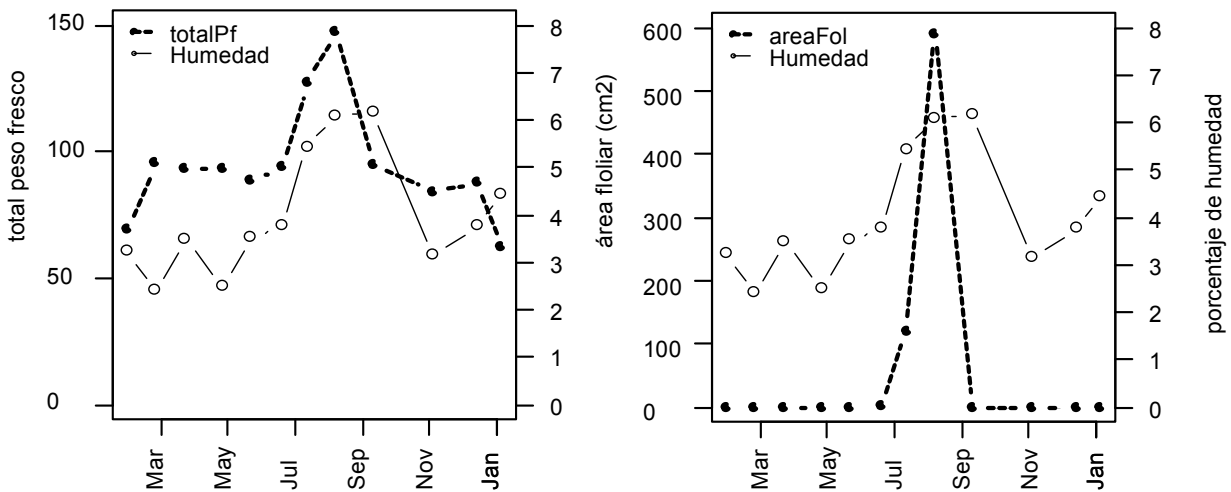 total peso fresco
150
100
50
0
totalPf
Humedad
8
7
6
5
4
3
2
1
0
Mar
May
Jul
Sep
Nov
Jan
área floliar (cm2)
600
500
400
300
200
100
0
areaFol
Humedad
8
7
6
5
4
3
2
1
0
porcentaje de humedad
Mar
May
Jul
Sep
Nov
Jan